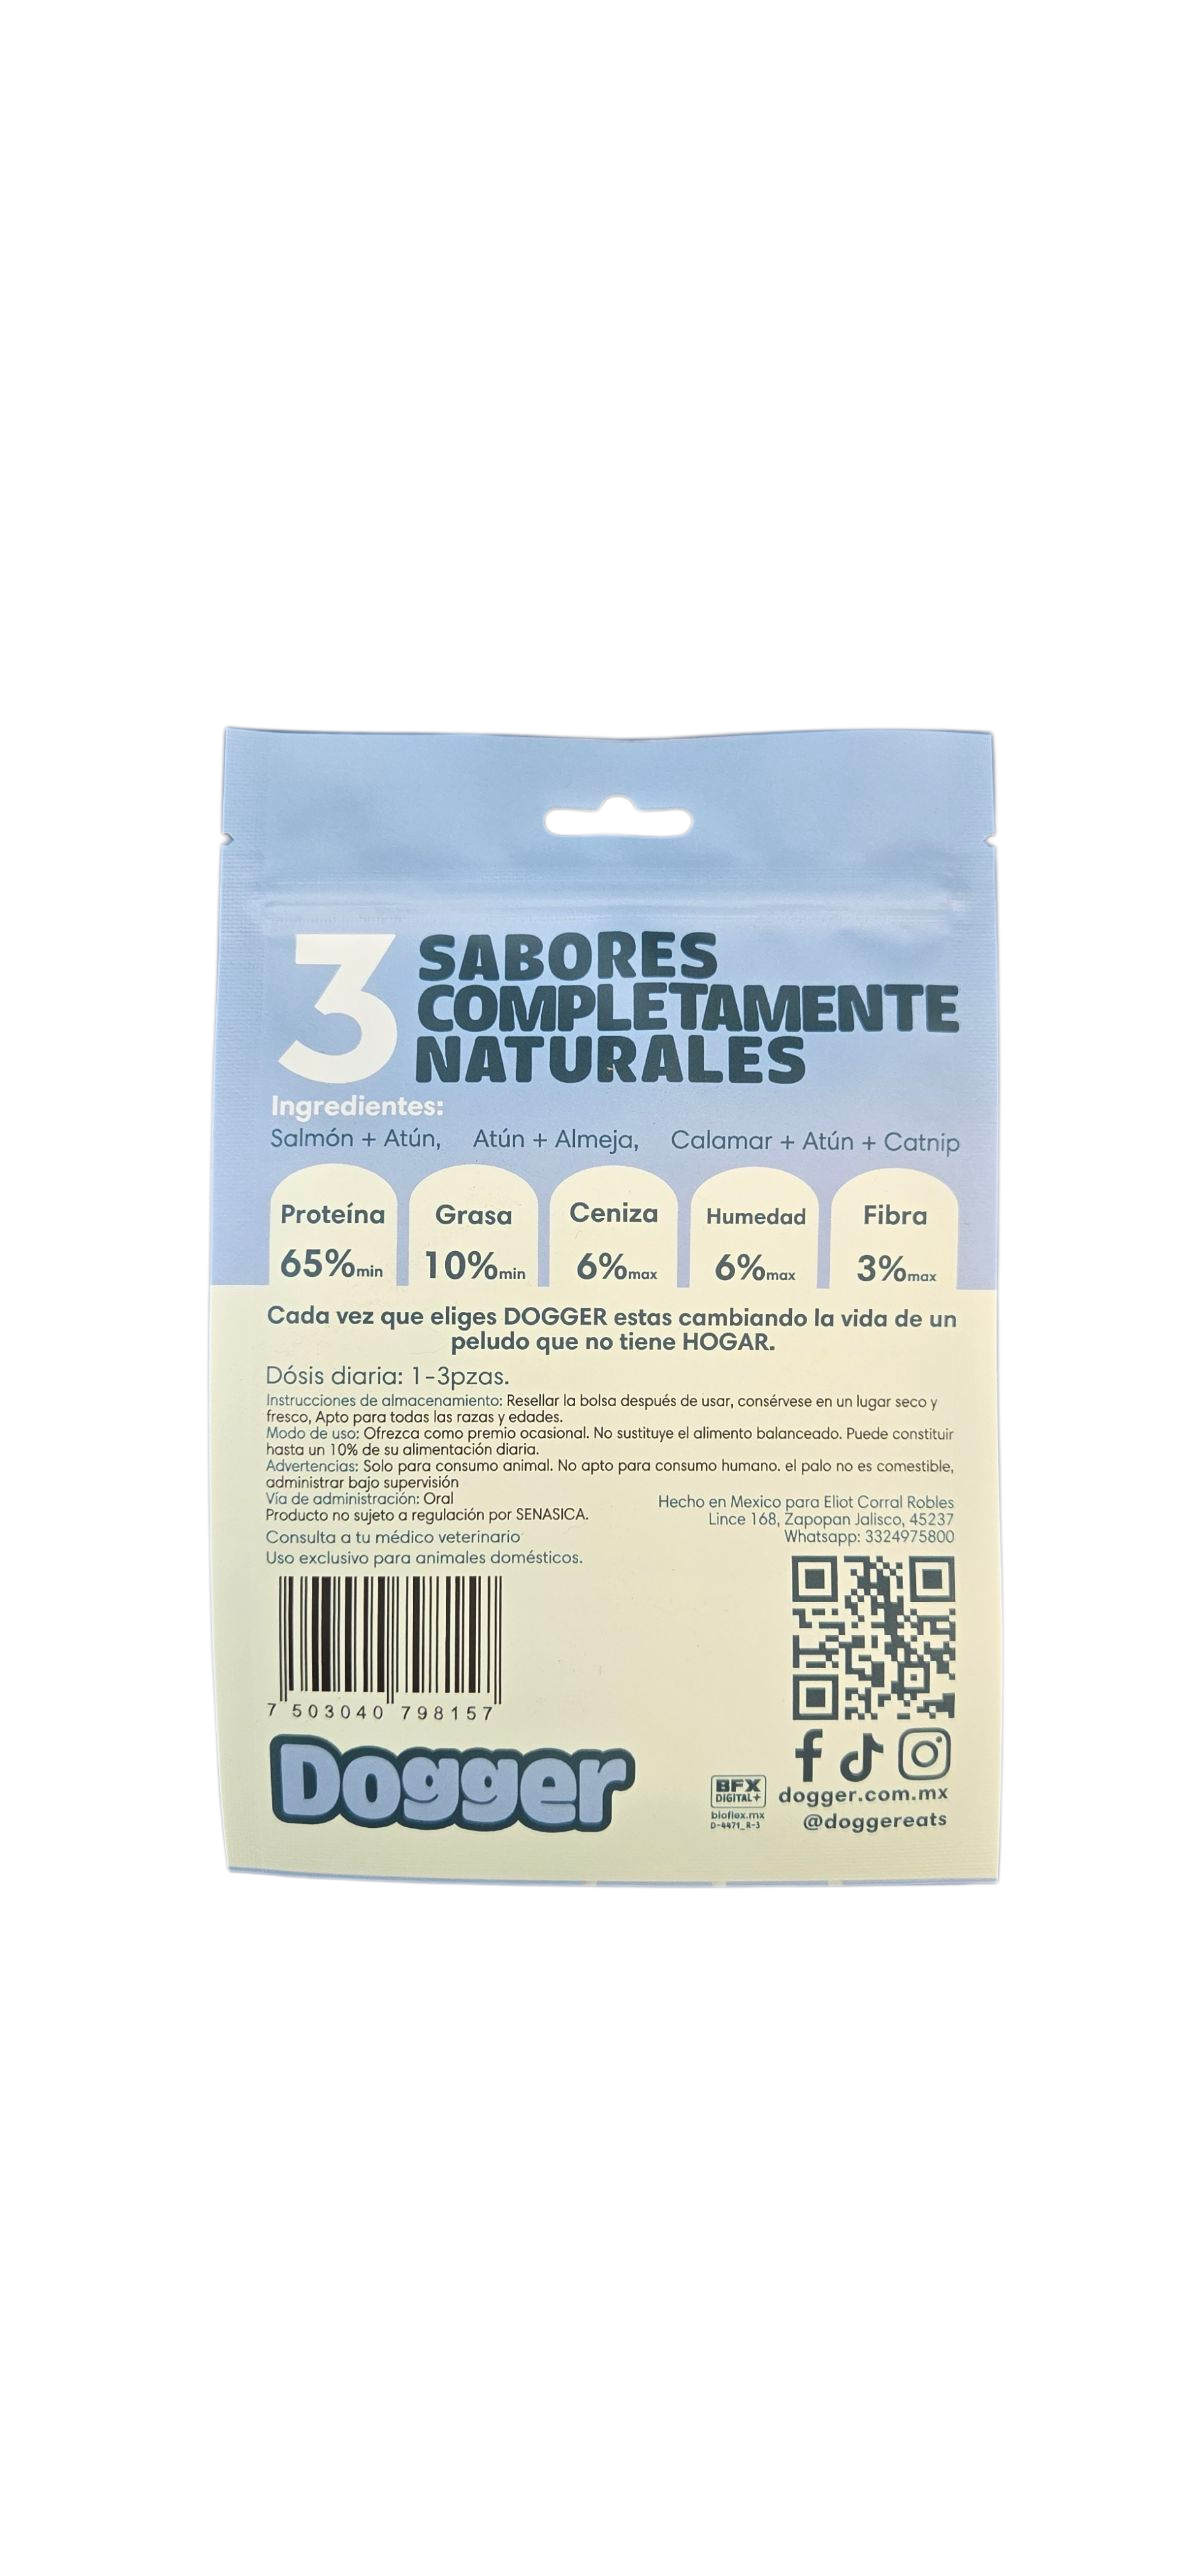 3 SABORES
COMPLETAMENTE
NATURALES
Ingredientes:
Salmón + Atún, Atún + Almeja, Calamar + Atún + Catnip
Proteína Grasa Ceniza Humedad Fibra
65%min 10%min 6%max 6%max 3%max
Cada vez que eliges DOGGER estas cambiando la vida de un
peludo que no tiene HOGAR.
Dósis diaria: 1-3pzas.
Instrucciones de almacenamiento: Resellar la bolsa después de usar, consérvese en un lugar seco y
fresco, Apto para todas las razas y edades.
Modo de uso: Ofrezca como premio ocasional. No sustituye el alimento balanceado. Puede constituir
hasta un 10% de su alimentación diaria.
Advertencias: Solo para consumo animal. No apto para consumo humano. el palo no es comestible,
administrar bajo supervisión
Vía de administración: Oral
Producto no sujeto a regulación por SENASICA.
Consulta a tu médico veterinario
Uso exclusivo para animales domésticos.
Hecho en Mexico para Eliot Corral Robles
Lince 168, Zapopan Jalisco, 45237
Whatsapp: 3324975800
7 503040 798157
Dogger
BFX
DIGITAL+
bioflex.mx
D-4471_R-3
dogger.com.mx
@doggereats